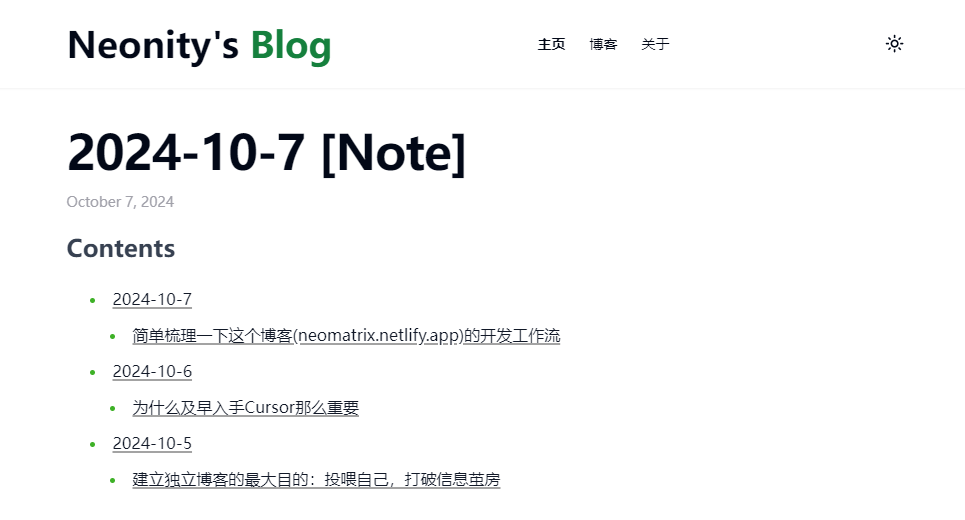 Neonity's Blog
主页 博客 关于
2024-10-7 [Note]
October 7, 2024
Contents
2024-10-7
简单梳理一下这个博客(neomatrix.netlify.app)的开发工作流
2024-10-6
为什么及早入手Cursor那么重要
2024-10-5
建立独立博客的最大目的：投喂自己，打破信息茧房